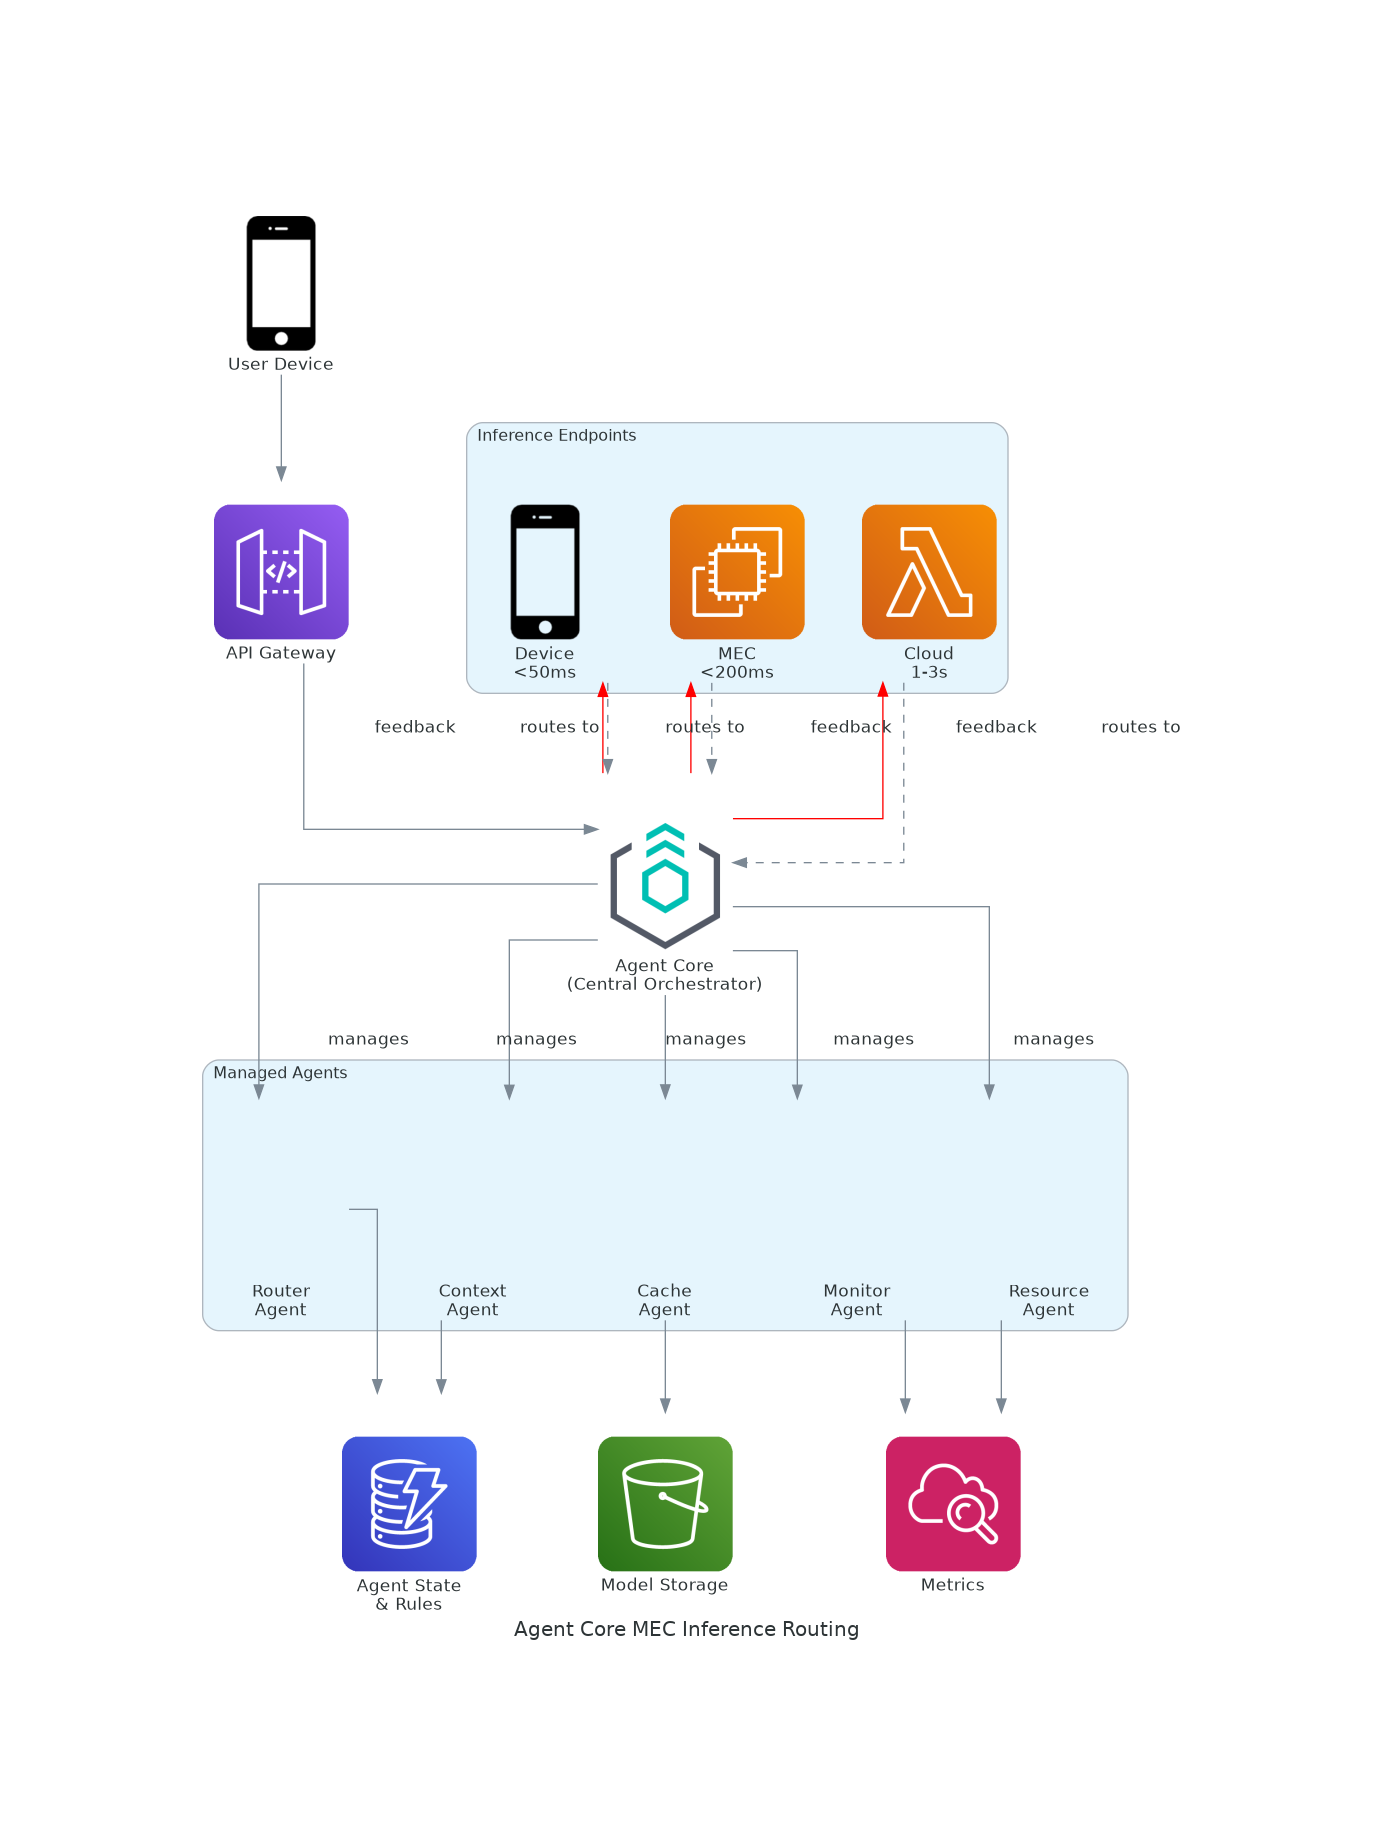 User Device
Inference Endpoints
API Gateway
Device
<50ms
MEC
<200ms
Cloud
1-3s
feedback
routes to
routes to
feedback
feedback
routes to
Agent Core
(Central Orchestrator)
manages
manages
manages
manages
manages
Managed Agents
Router
Agent
Context
Agent
Cache
Agent
Monitor
Agent
Resource
Agent
Agent State
& Rules
Model Storage
Metrics
Agent Core MEC Inference Routing